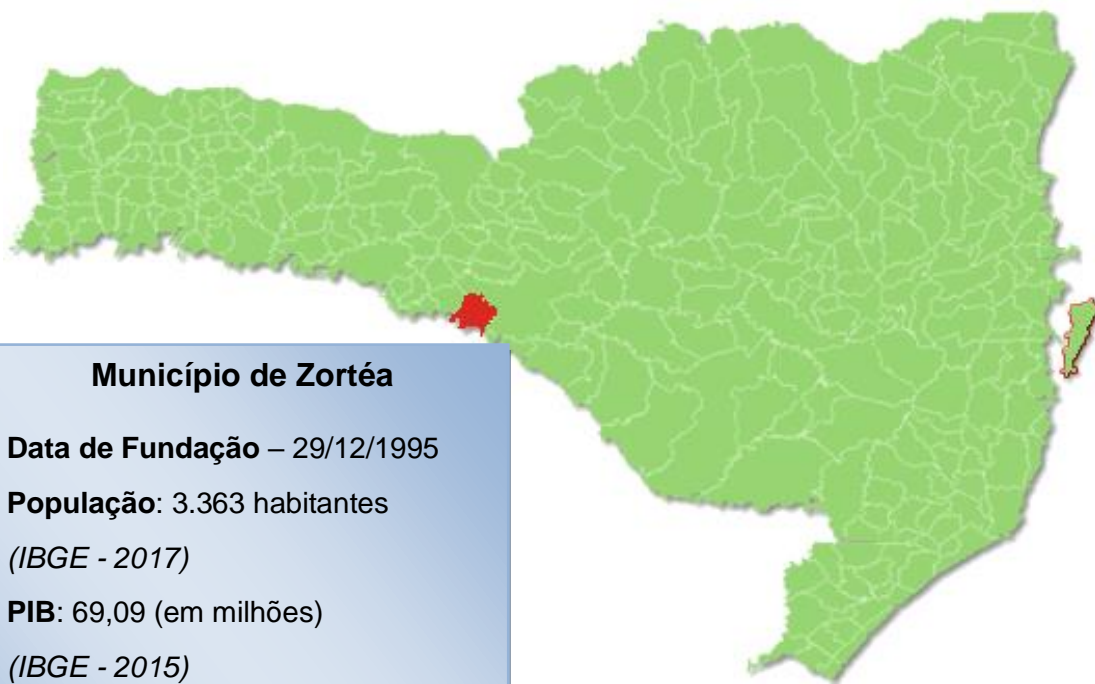 Município de Zortéa
Data de Fundação – 29/12/1995
População: 3.363 habitantes
(IBGE - 2017)
PIB: 69,09 (em milhões)
(IBGE - 2015)